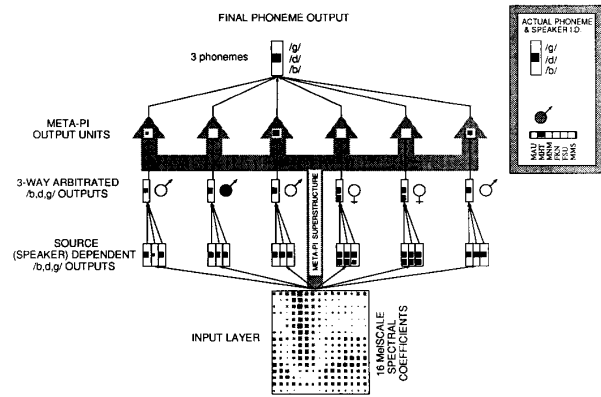 FINAL PHONEME OUTPUT
3 phonemes
/g/
/d/
/b/
META-PI
OUTPUT UNITS
3-WAY ARBITRATED
/b,d,g/ OUTPUTS
META-PI SUPERSTRUCTURE
SOURCE
(SPEAKER) DEPENDENT
/b,d,g/ OUTPUTS
INPUT LAYER
16 MelSCALE
SPECTRAL
COEFFICIENTS
ACTUAL PHONEME
& SPEAKER I.D.
/g/
/d/
/b/
MAU
MHT
MNM
FKN
FSU
MMS